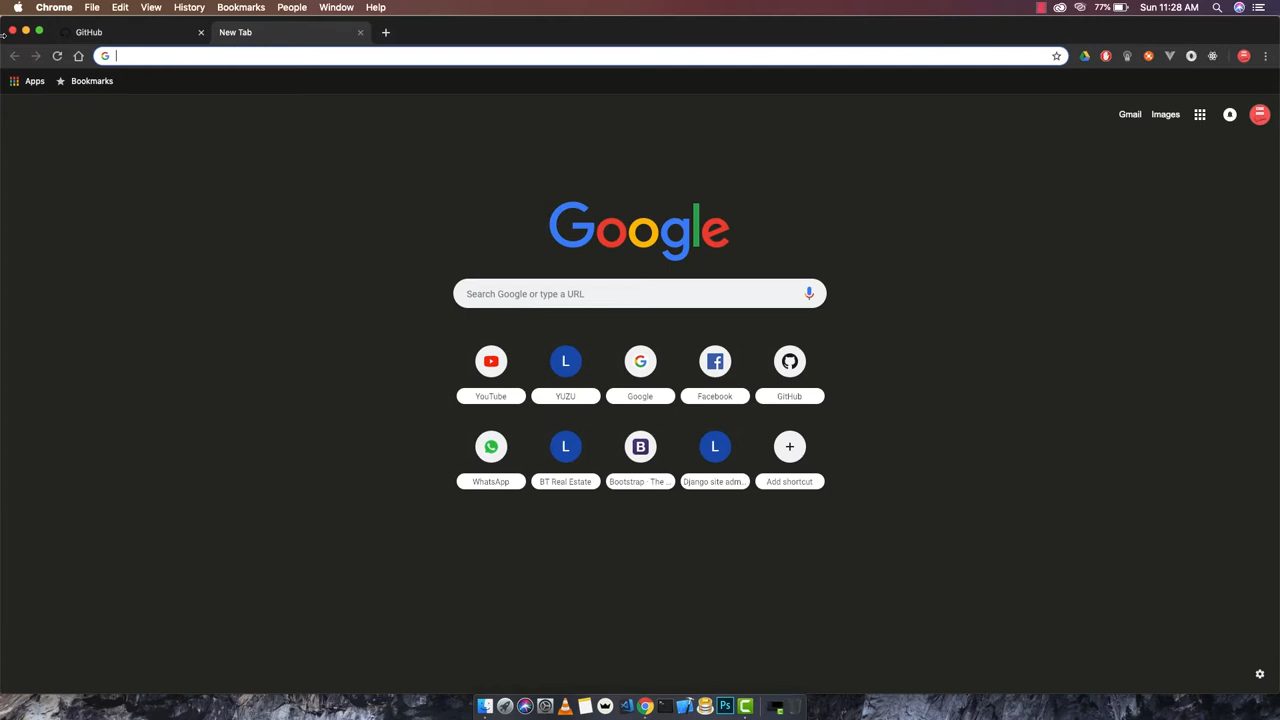 Chrome File Edit View History Bookmarks People Window Help 77% Sun 11:28 AM
GitHub New Tab
Apps Bookmarks
Gmail Images
Google
Search Google or type a URL
YouTube YUZU Google Facebook GitHub
WhatsApp BT Real Estate Bootstrap · The ... Django site adm... Add shortcut